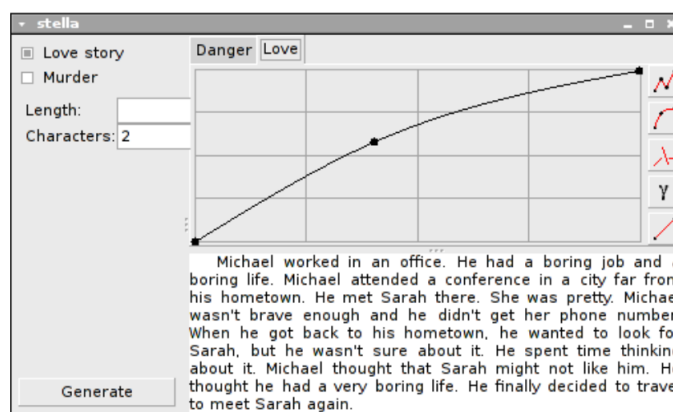 stella
Love story
Murder
Length:
Characters: 2
Danger Love
γ
Michael worked in an office. He had a boring job and
boring life. Michael attended a conference in a city far from
his hometown. He met Sarah there. She was pretty. Michae
wasn't brave enough and he didn't get her phone number
When he got back to his hometown, he wanted to look fo
Sarah, but he wasn't sure about it. He spent time thinking
about it. Michael thought that Sarah might not like him. H
thought he had a very boring life. He finally decided to trave
to meet Sarah again.
Generate